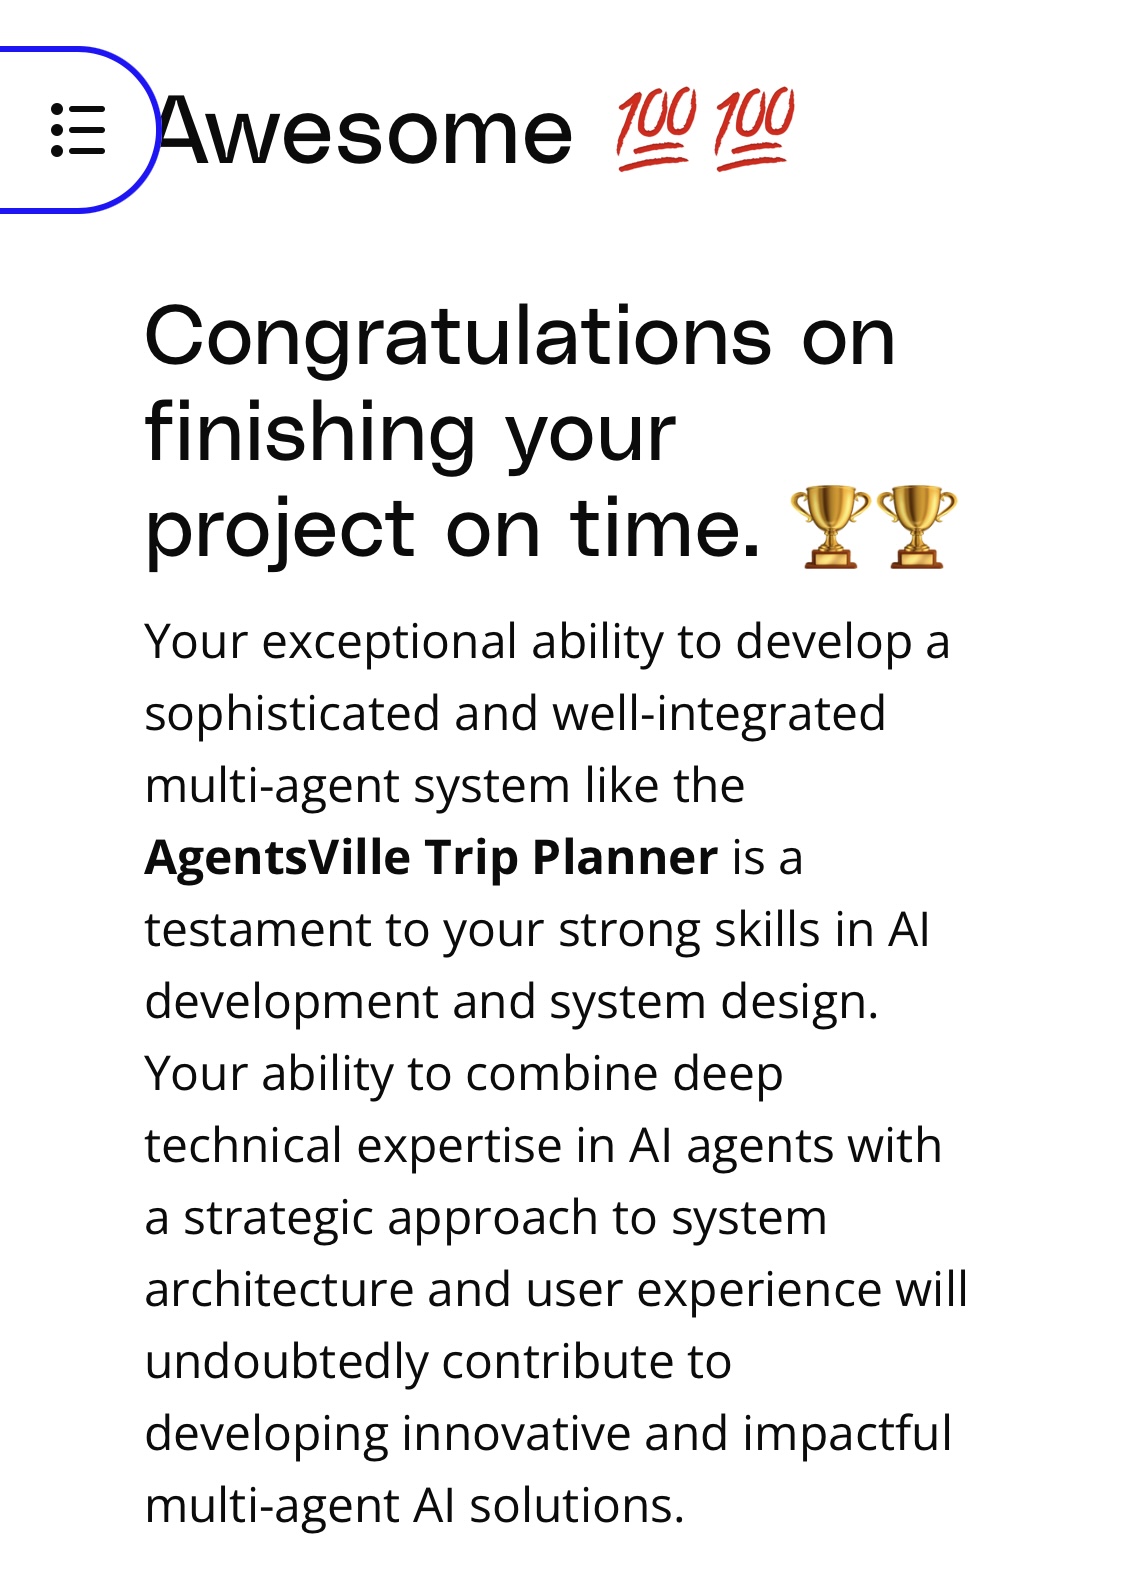 Awesome 💯💯
Congratulations on
finishing your
project on time. 🏆🏆
Your exceptional ability to develop a
sophisticated and well-integrated
multi-agent system like the
AgentsVille Trip Planner is a
testament to your strong skills in AI
development and system design.
Your ability to combine deep
technical expertise in AI agents with
a strategic approach to system
architecture and user experience will
undoubtedly contribute to
developing innovative and impactful
multi-agent AI solutions.